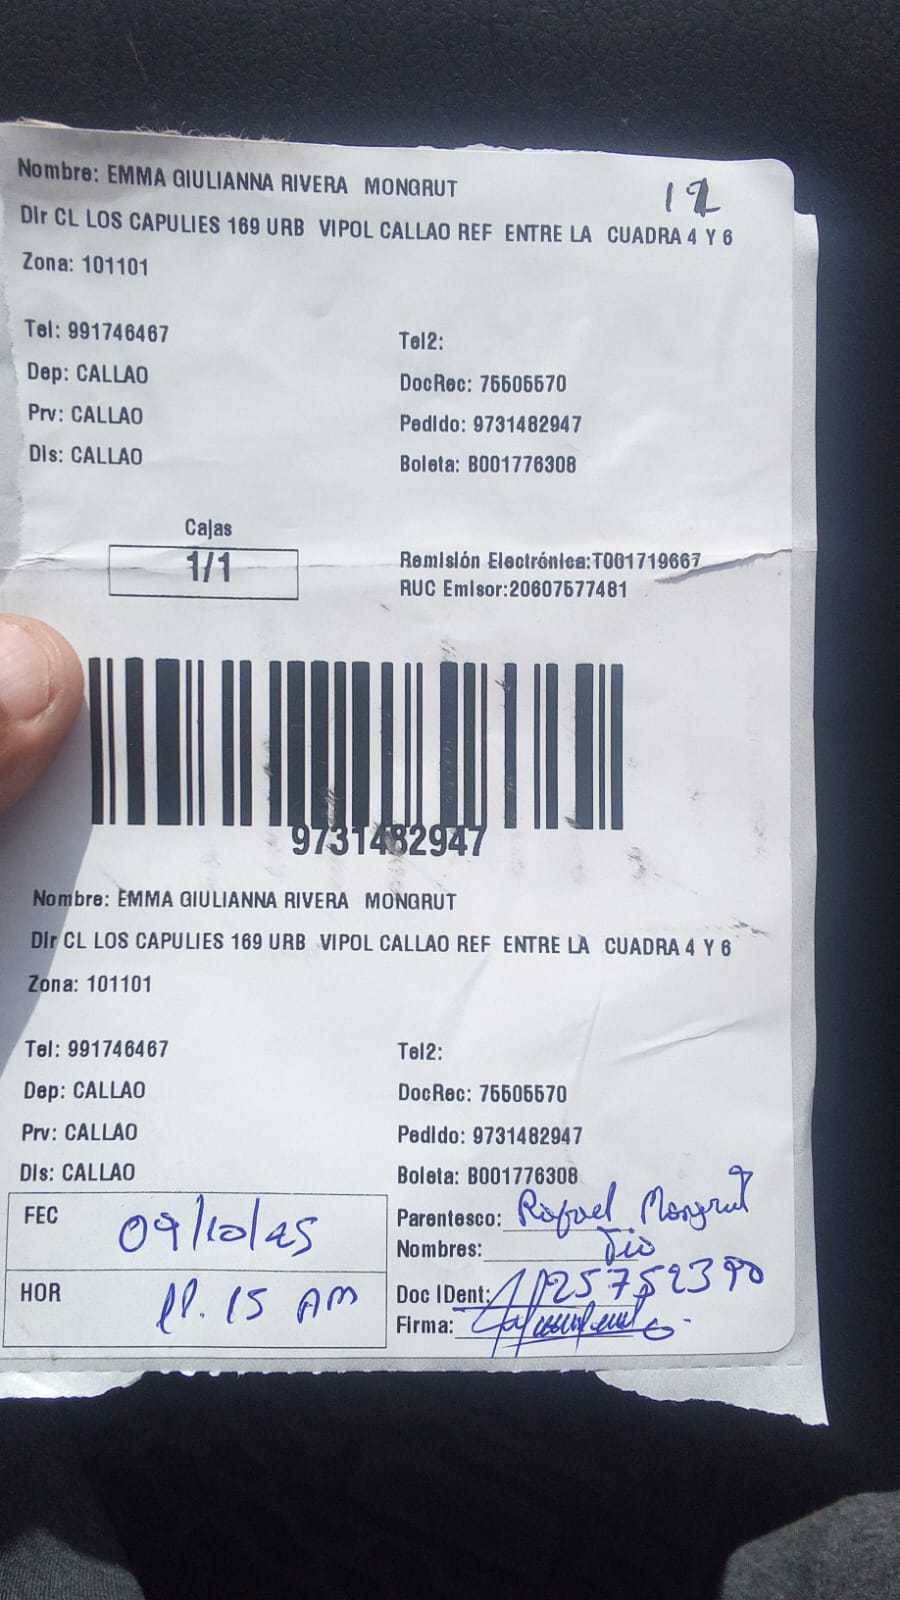 Nombre: EMMA GIULIANNA RIVERA MONGRUT
12
Dir CL LOS CAPULIES 169 URB VIPOL CALLAO REF ENTRE LA CUADRA 4 Y 6
Zona: 101101
Tel: 991746467
Tel2:
Dep: CALLAO
DocRec: 75505570
Prv: CALLAO
Pedido: 9731482947
Dis: CALLAO
Boleta: B001776308
Cajas
1/1
Remisión Electrónica:T001719667
RUC Emisor:20607577481
9731482947
Nombre: EMMA GIULIANNA RIVERA MONGRUT
Dir CL LOS CAPULIES 169 URB VIPOL CALLAO REF ENTRE LA CUADRA 4 Y 6
Zona: 101101
Tel: 991746467
Tel2:
Dep: CALLAO
DocRec: 75505570
Prv: CALLAO
Pedido: 9731482947
Dis: CALLAO
Boleta: B001776308
FEC 09/10/25
Parentesco: Rafael Mongrut
Nombres: Tio
HOR 11.15 AM
Doc IDent: 25752390
Firma: